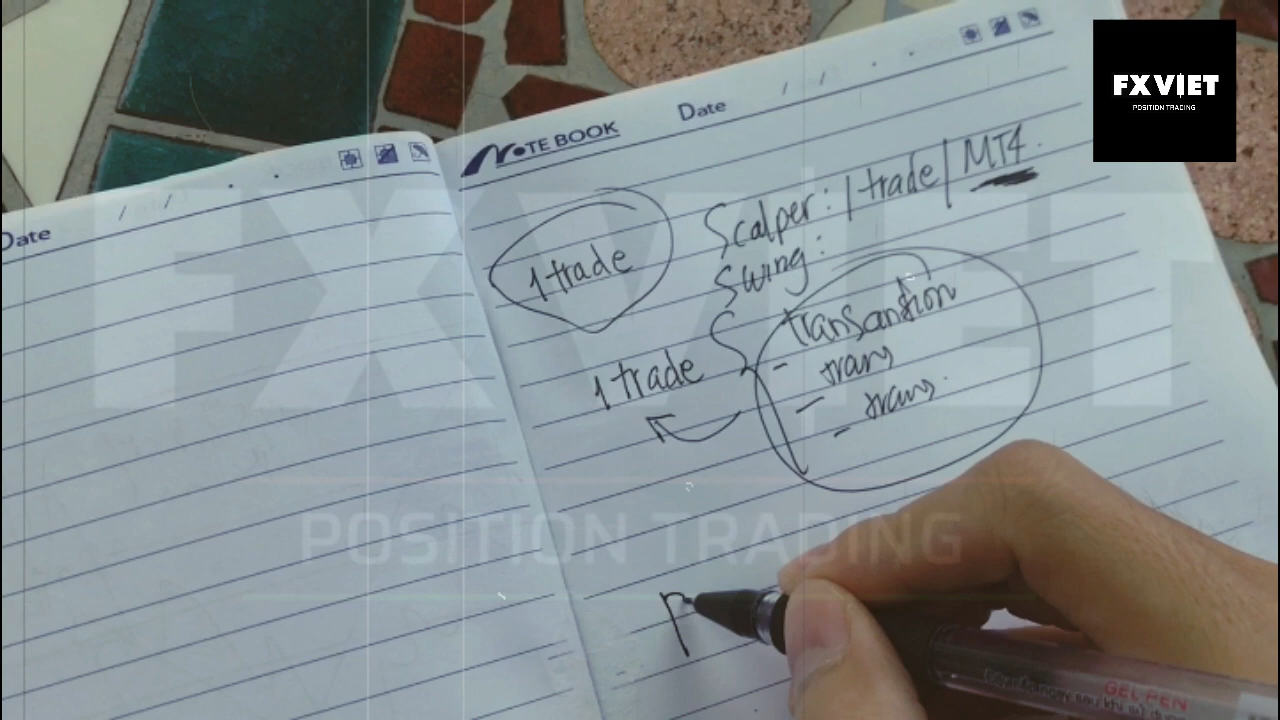 FXVIET
POSITION TRADING
NOTE BOOK
Date
Date
Scalper: 1 trade / MT4.
Swing:
1 trade
1 trade
- transanstion
- trans
- trans
FXVIET
POSITION TRADING
GEL PEN